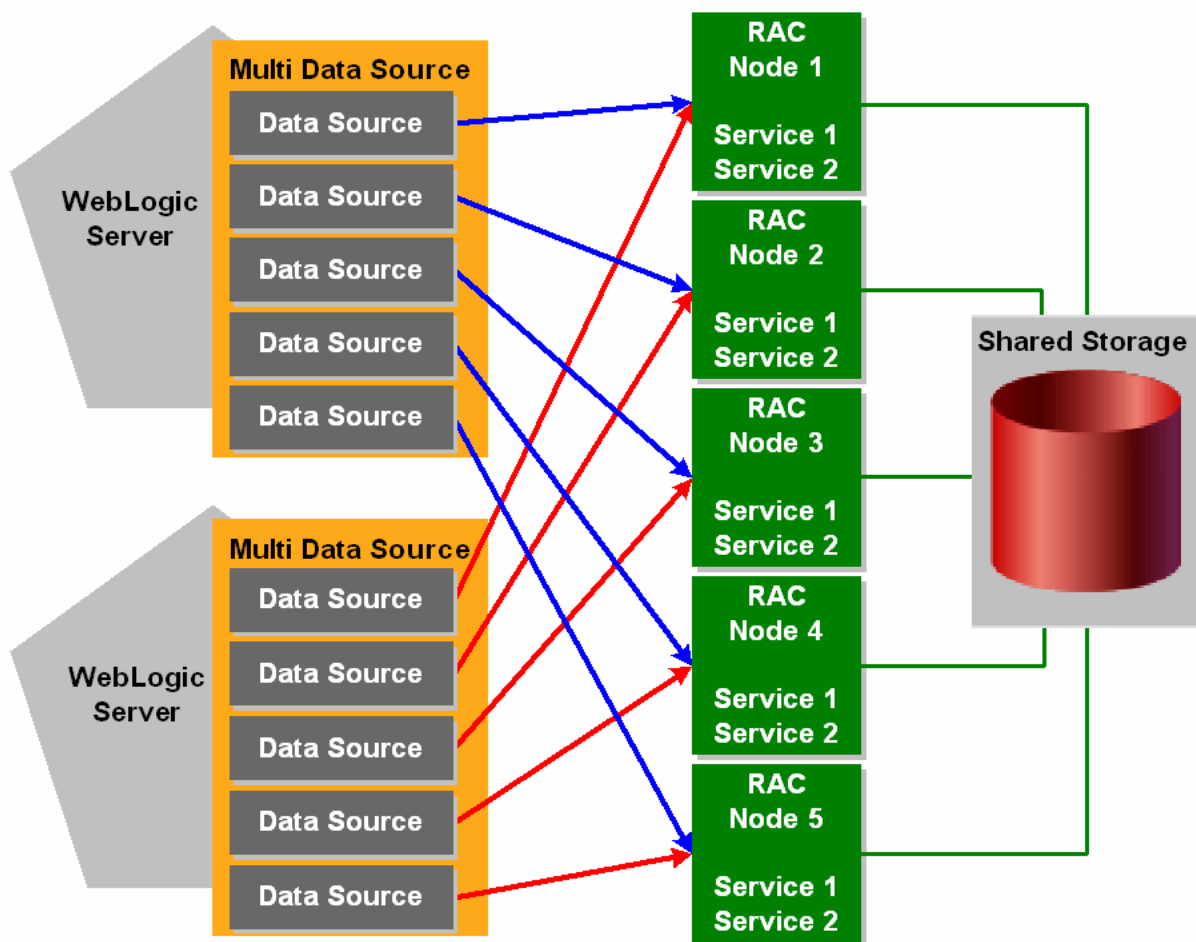 WebLogic
Server
Multi Data Source
Data Source
Data Source
Data Source
Data Source
Data Source
WebLogic
Server
Multi Data Source
Data Source
Data Source
Data Source
Data Source
Data Source
RAC
Node 1
Service 1
Service 2
RAC
Node 2
Service 1
Service 2
RAC
Node 3
Service 1
Service 2
RAC
Node 4
Service 1
Service 2
RAC
Node 5
Service 1
Service 2
Shared Storage